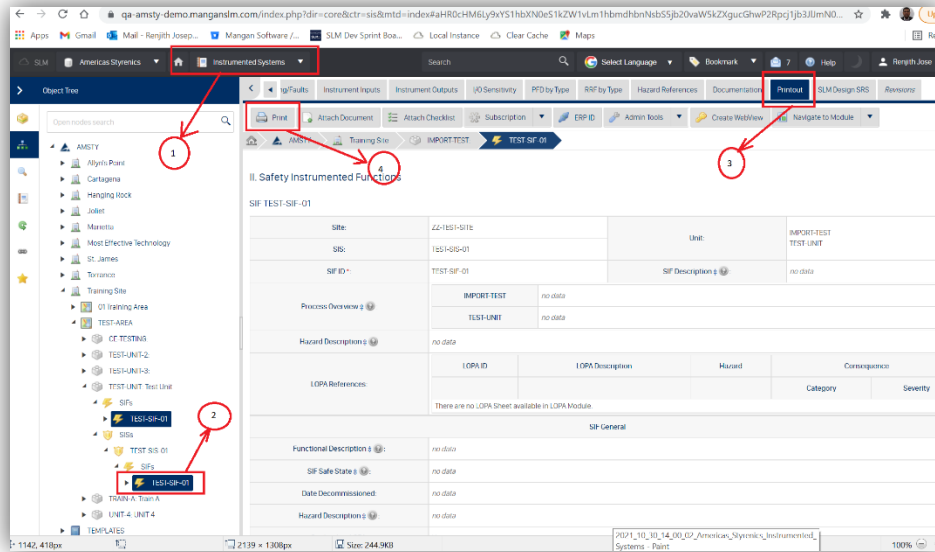 qa-amsty-demo.manganslm.com/index.php?dir=core&ctr=sis&mtd=index#aHR0cHM6Ly9xYS1hbXN0eS1kZW1vLm1hbmdhbnNsbS5jb20vaW5kZXgucGhwP2Rpcj1jb3JlJmN0...
Apps Gmail Mail - Renjith Josep... Mangan Software /... SLM Dev Sprint Boa... Local Instance Clear Cache Maps
SLM Americas Styrenics Instrumented Systems Search Select Language Bookmark 7 Help Renjith Jose
Object Tree
ng/Faults Instrument Inputs Instrument Outputs I/O Sensitivity PFD by Type RRF by Type Hazard References Documentation Printout SLM Design SRS Revisions
Open nodes search
Print Attach Document Attach Checklist Subscription ERP ID Admin Tools Create WebView Navigate to Module
AMSTY Training Site IMPORT-TEST TEST-SIF-01
AMSTY
Allyn's Point
Cartagena
Hanging Rock
Joliet
Marietta
Most Effective Technology
St. James
Torrance
Training Site
01 Training Area
TEST-AREA
CE-TESTING
TEST-UNIT-2:
TEST-UNIT-3:
TEST-UNIT: Test Unit
SIFs
TEST-SIF-01
SISs
TEST-SIS-01
SIFs
TEST-SIF-01
TRAIN-A: Train A
UNIT-4: UNIT 4
TEMPLATES
1
2
3
4
II. Safety Instrumented Functions
SIF TEST-SIF-01
Site: ZZ-TEST-SITE Unit: IMPORT-TEST
TEST-UNIT
SIS: TEST-SIS-01
SIF ID *: TEST-SIF-01 SIF Description no data
Process Overview IMPORT-TEST no data
TEST-UNIT no data
Hazard Description no data
LOPA References: LOPA ID LOPA Description Hazard Consequence
Category Severity
There are no LOPA Sheet available in LOPA Module.
SIF General
Functional Description no data
SIF Safe State no data
Date Decommissioned: no data
Hazard Description no data
2021_10_30_14_00_02_Americas_Styrenics_Instrumented_
Systems - Paint
1142, 418px 2139 × 1308px Size: 244.9KB 100%